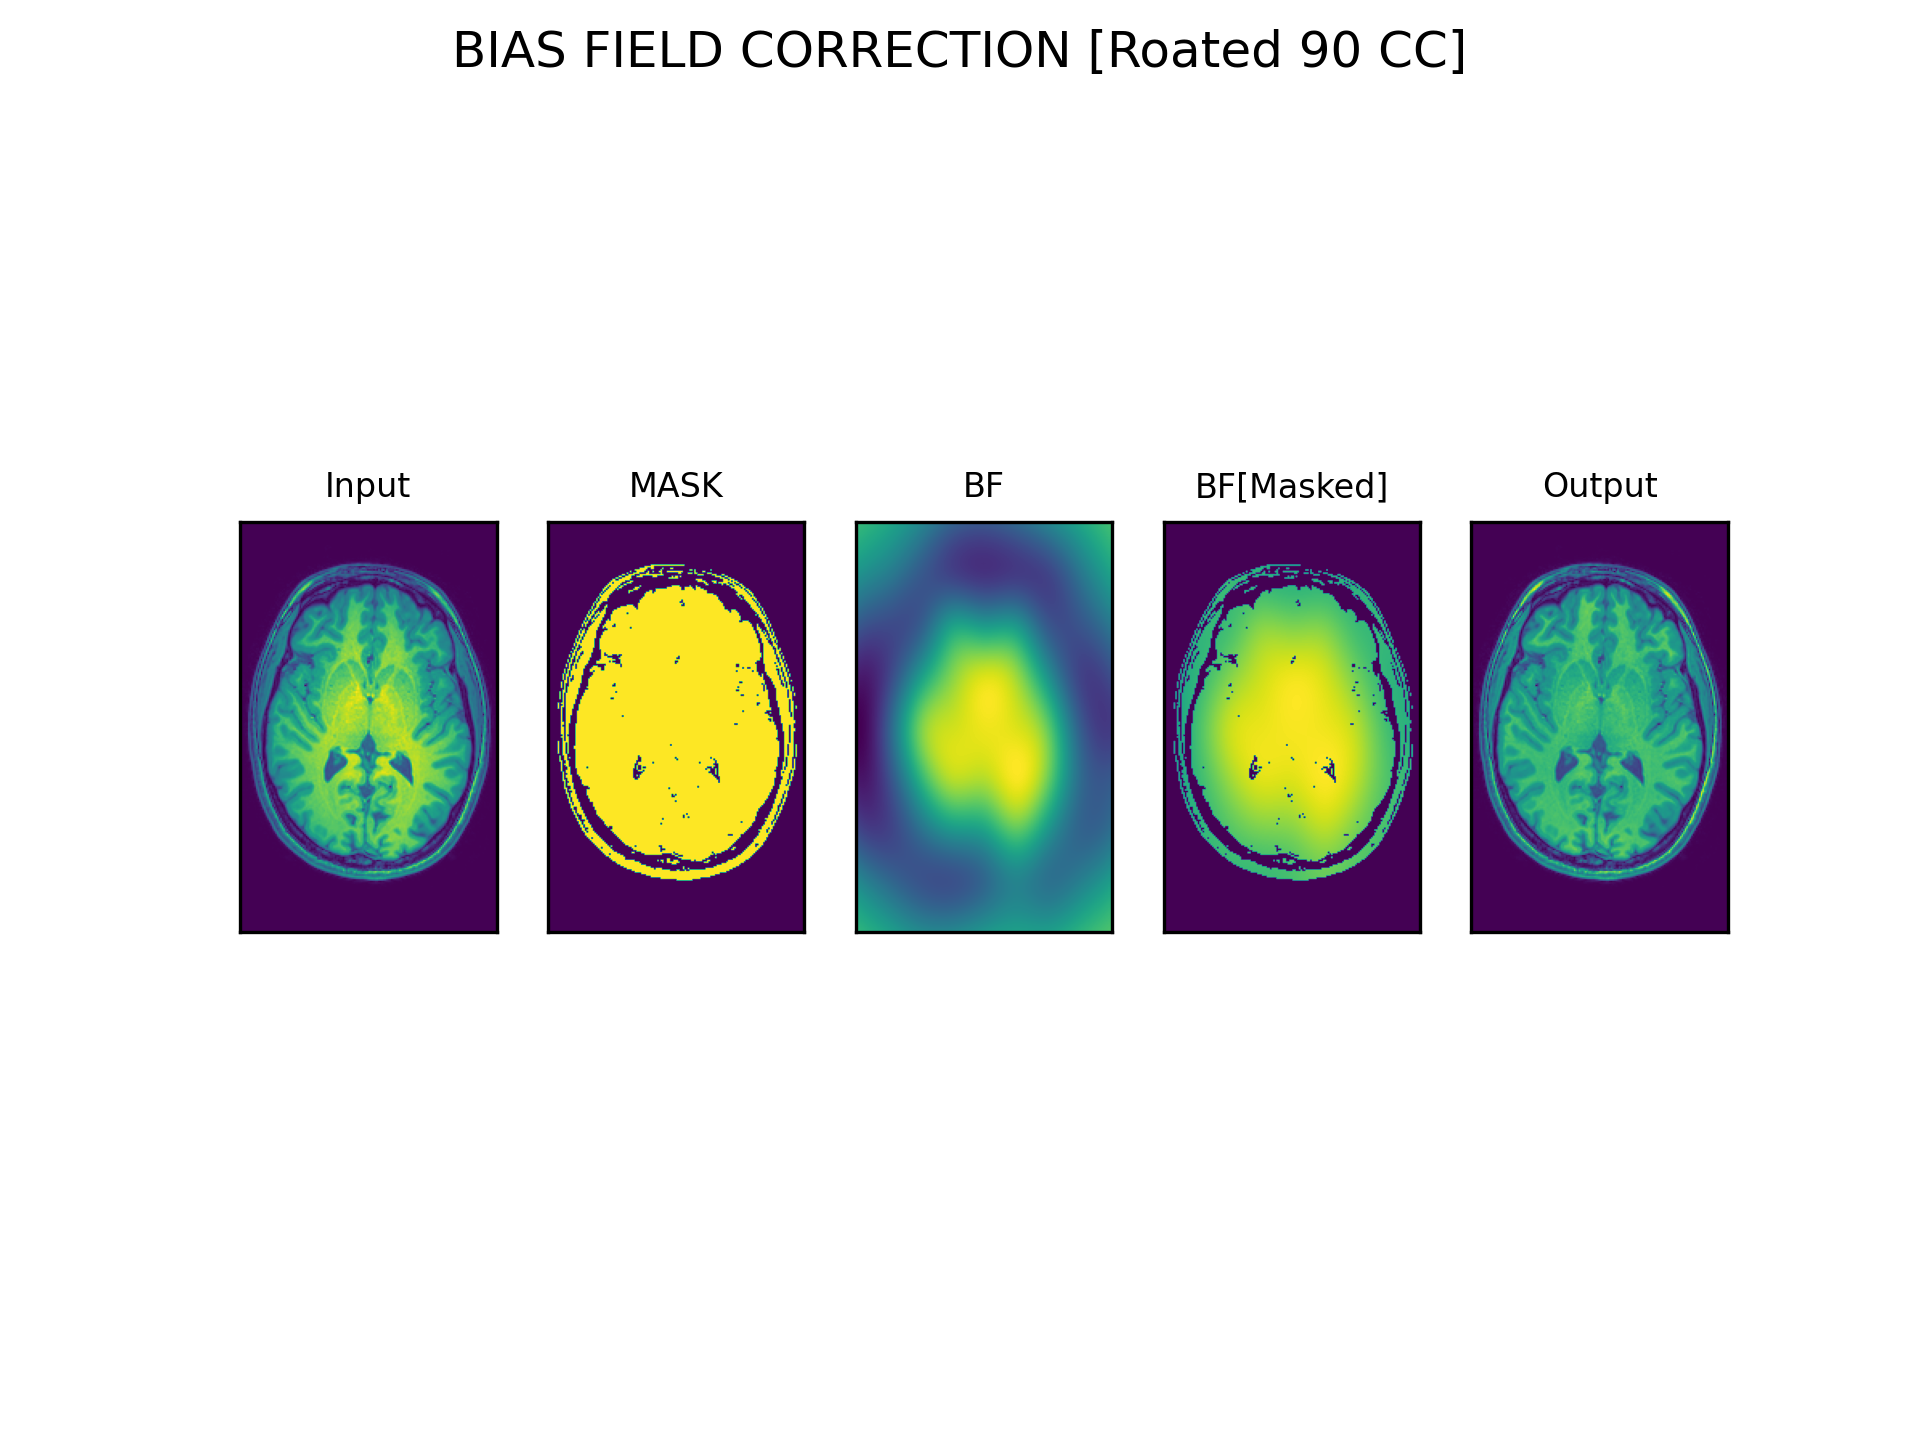 BIAS FIELD CORRECTION [Roated 90 CC]
Input
MASK
BF
BF[Masked]
Output